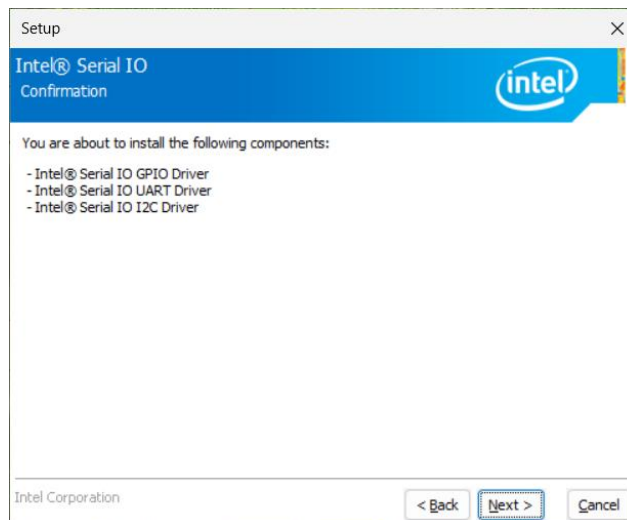 Setup
Intel® Serial IO
Confirmation
intel
You are about to install the following components:
- Intel® Serial IO GPIO Driver
- Intel® Serial IO UART Driver
- Intel® Serial IO I2C Driver
Intel Corporation
< Back
Next >
Cancel